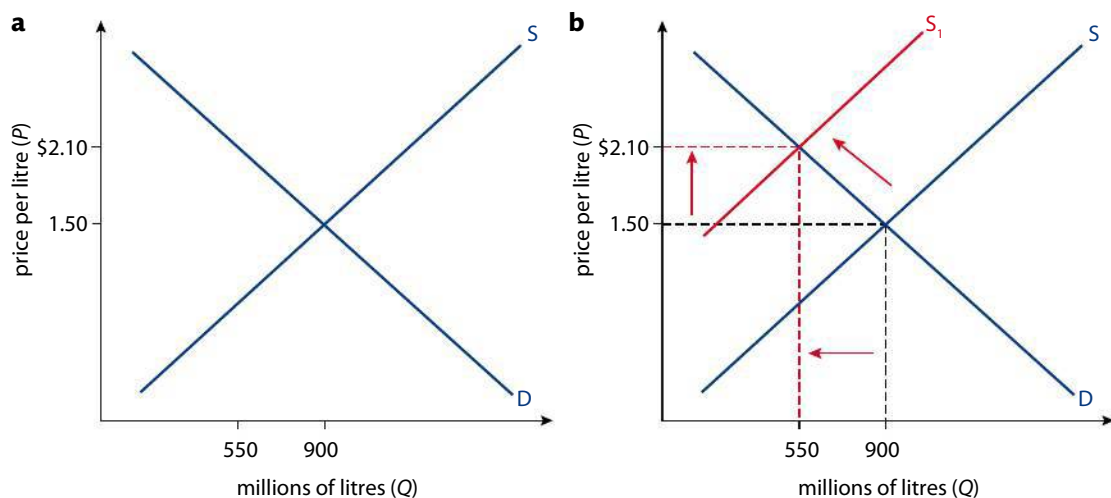 a
S
$2.10
1.50
price per litre (P)
D
550
900
millions of litres (Q)
b
S₁
S
$2.10
1.50
price per litre (P)
D
550
900
millions of litres (Q)